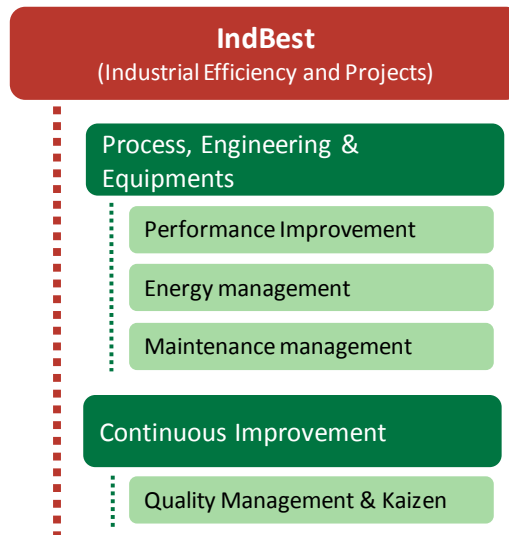 IndBest
(Industrial Efficiency and Projects)
Process, Engineering &
Equipments
Performance Improvement
Energy management
Maintenance management
Continuous Improvement
Quality Management & Kaizen